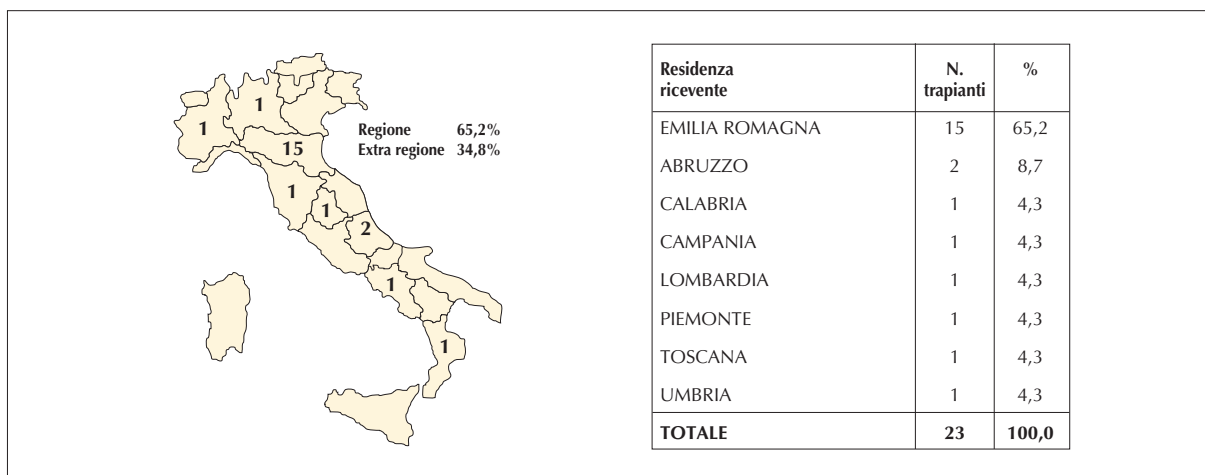 1
1
15
Regione 65,2%
Extra regione 34,8%
1
1
2
1
1
Residenza ricevente N. trapianti %
EMILIA ROMAGNA 15 65,2
ABRUZZO 2 8,7
CALABRIA 1 4,3
CAMPANIA 1 4,3
LOMBARDIA 1 4,3
PIEMONTE 1 4,3
TOSCANA 1 4,3
UMBRIA 1 4,3
TOTALE 23 100,0